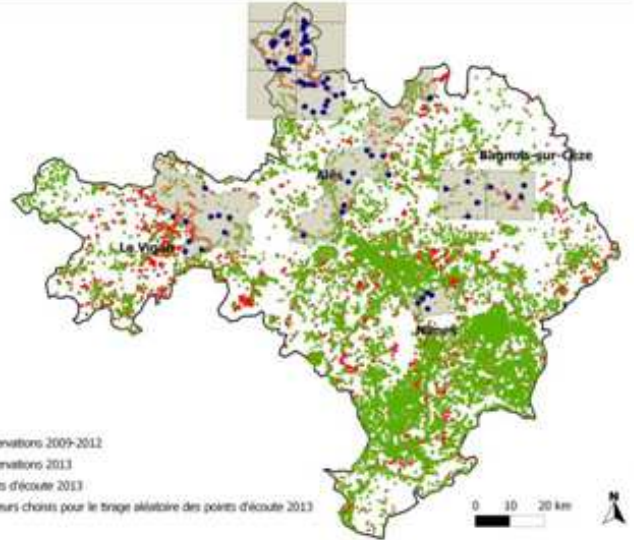 Bagnols-sur-Cèze
Alès
Le Vigan
Nîmes
ervations 2009-2012
ervations 2013
ts d'écoute 2013
eurs choisis pour le tirage aléatoire des points d'écoute 2013
0 10 20 km
N